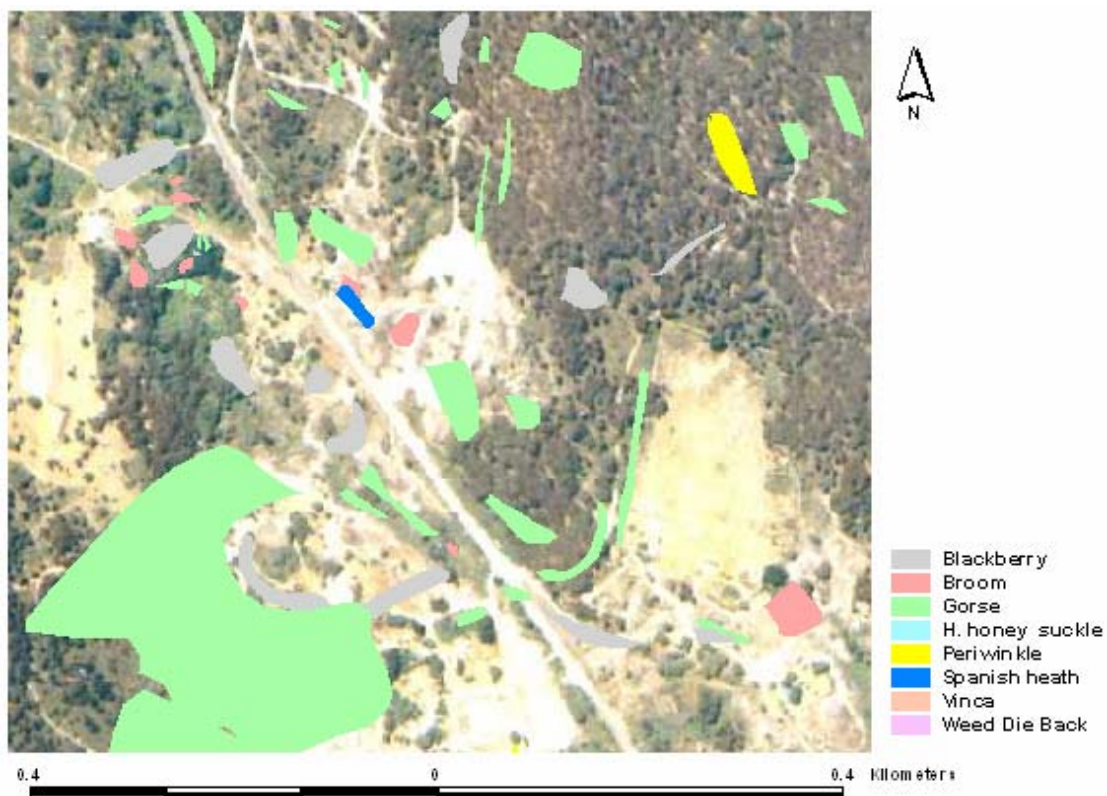 N
Blackberry
Broom
Gorse
H. honey suckle
Periwinkle
Spanish heath
Vinca
Weed Die Back
0.4 0 0.4 Kilometers